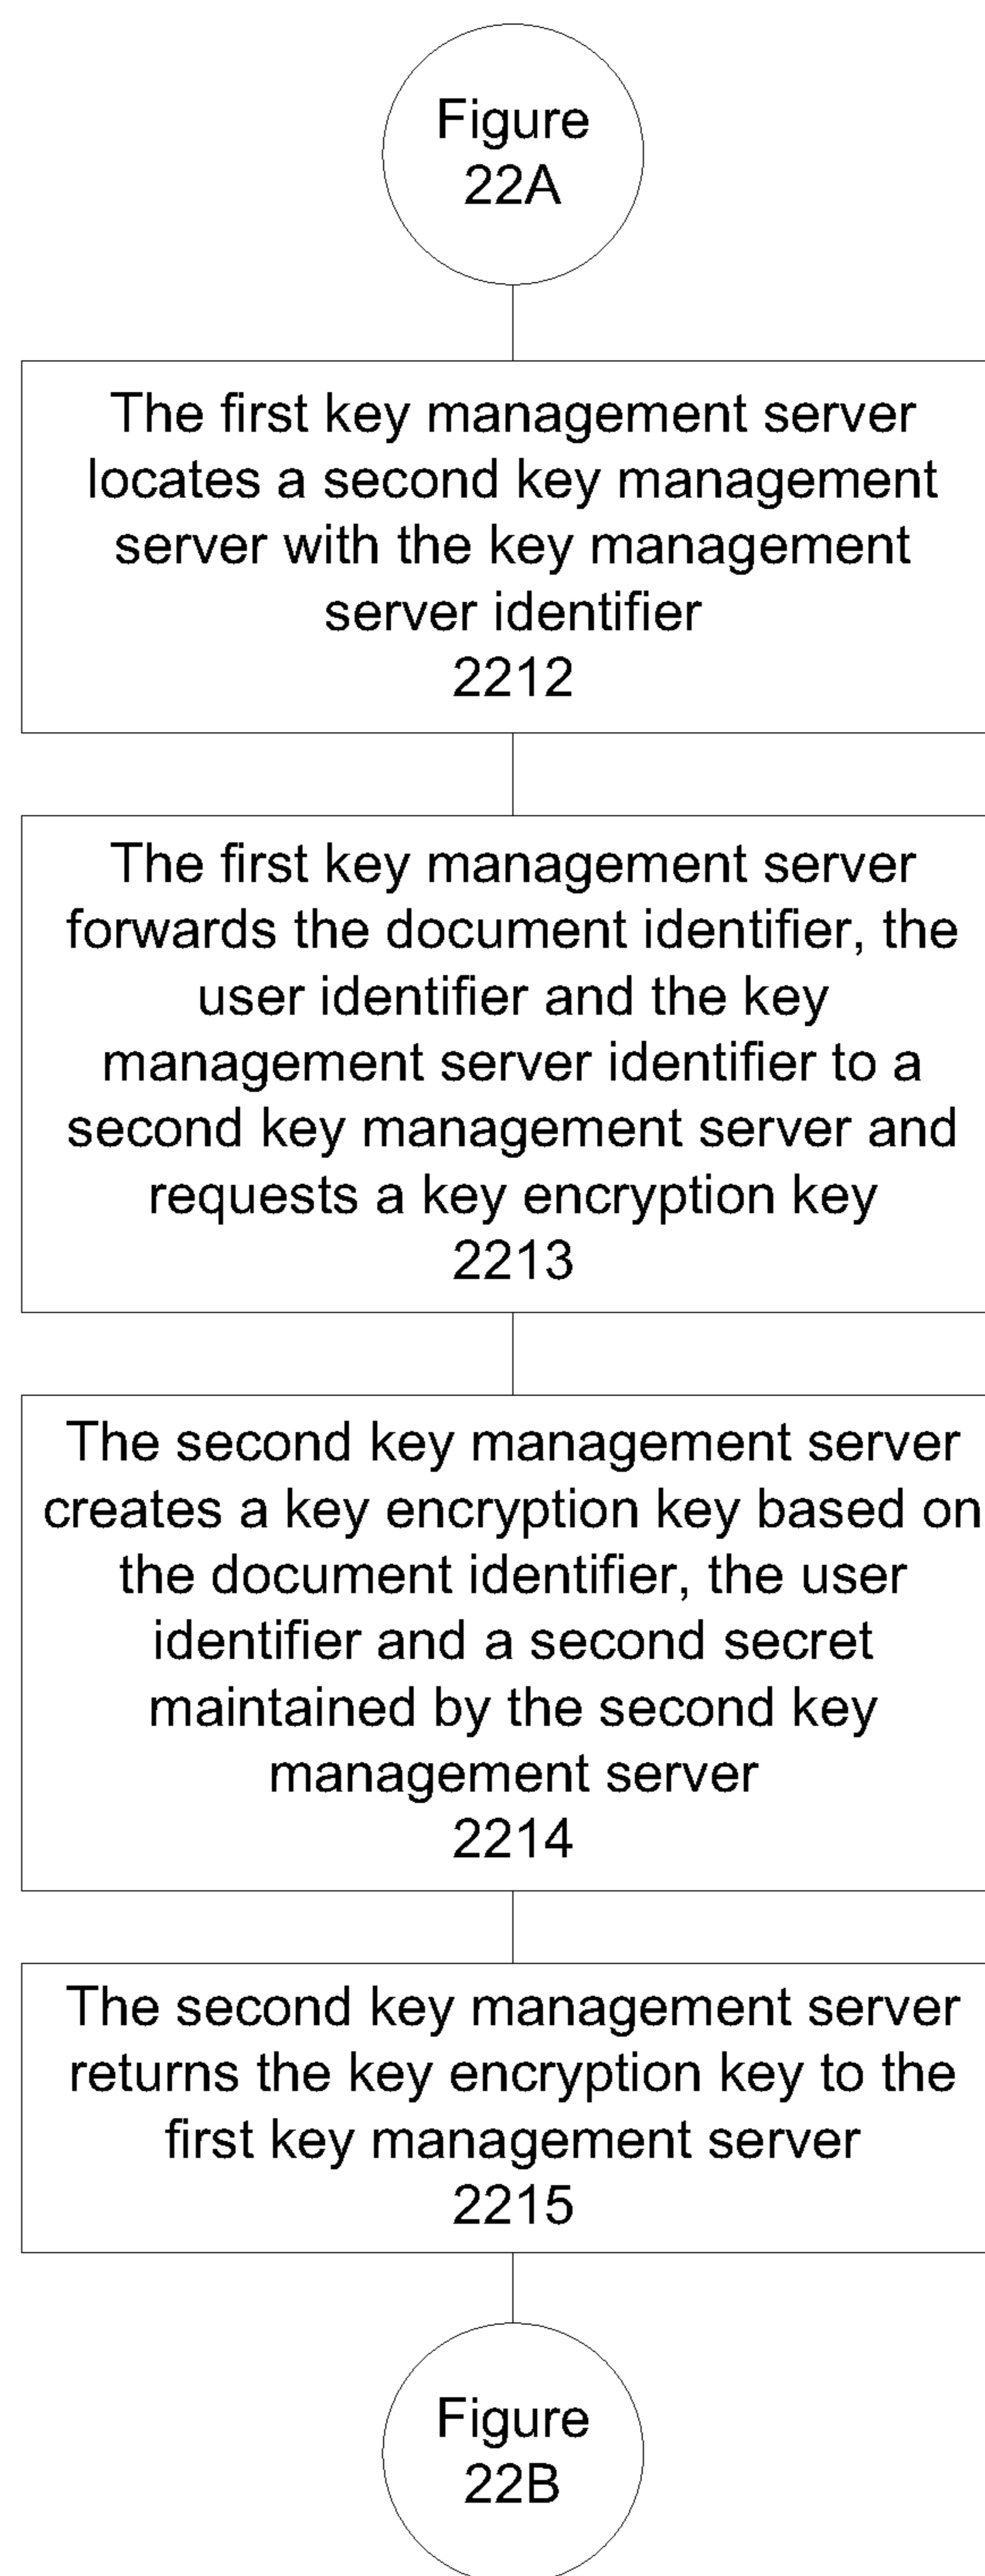 Figure
22A
The first key management server
locates a second key management
server with the key management
server identifier
2212
The first key management server
forwards the document identifier, the
user identifier and the key
management server identifier to a
second key management server and
requests a key encryption key
2213
The second key management server
creates a key encryption key based on
the document identifier, the user
identifier and a second secret
maintained by the second key
management server
2214
The second key management server
returns the key encryption key to the
first key management server
2215
Figure
22B